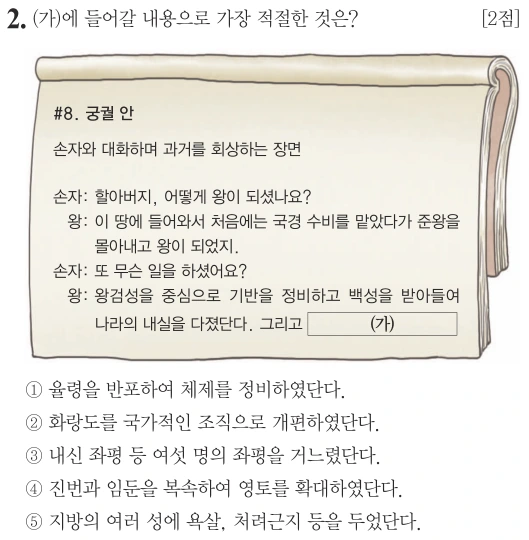 2. (가)에 들어갈 내용으로 가장 적절한 것은? [2점]
#8. 궁궐 안
손자와 대화하며 과거를 회상하는 장면
손자: 할아버지, 어떻게 왕이 되셨나요?
왕: 이 땅에 들어와서 처음에는 국경 수비를 맡았다가 준왕을
몰아내고 왕이 되었지.
손자: 또 무슨 일을 하셨어요?
왕: 왕검성을 중심으로 기반을 정비하고 백성을 받아들여
나라의 내실을 다졌단다. 그리고 (가)
① 율령을 반포하여 체제를 정비하였단다.
② 화랑도를 국가적인 조직으로 개편하였단다.
③ 내신 좌평 등 여섯 명의 좌평을 거느렸단다.
④ 진번과 임둔을 복속하여 영토를 확대하였단다.
⑤ 지방의 여러 성에 욕살, 처려근지 등을 두었단다.